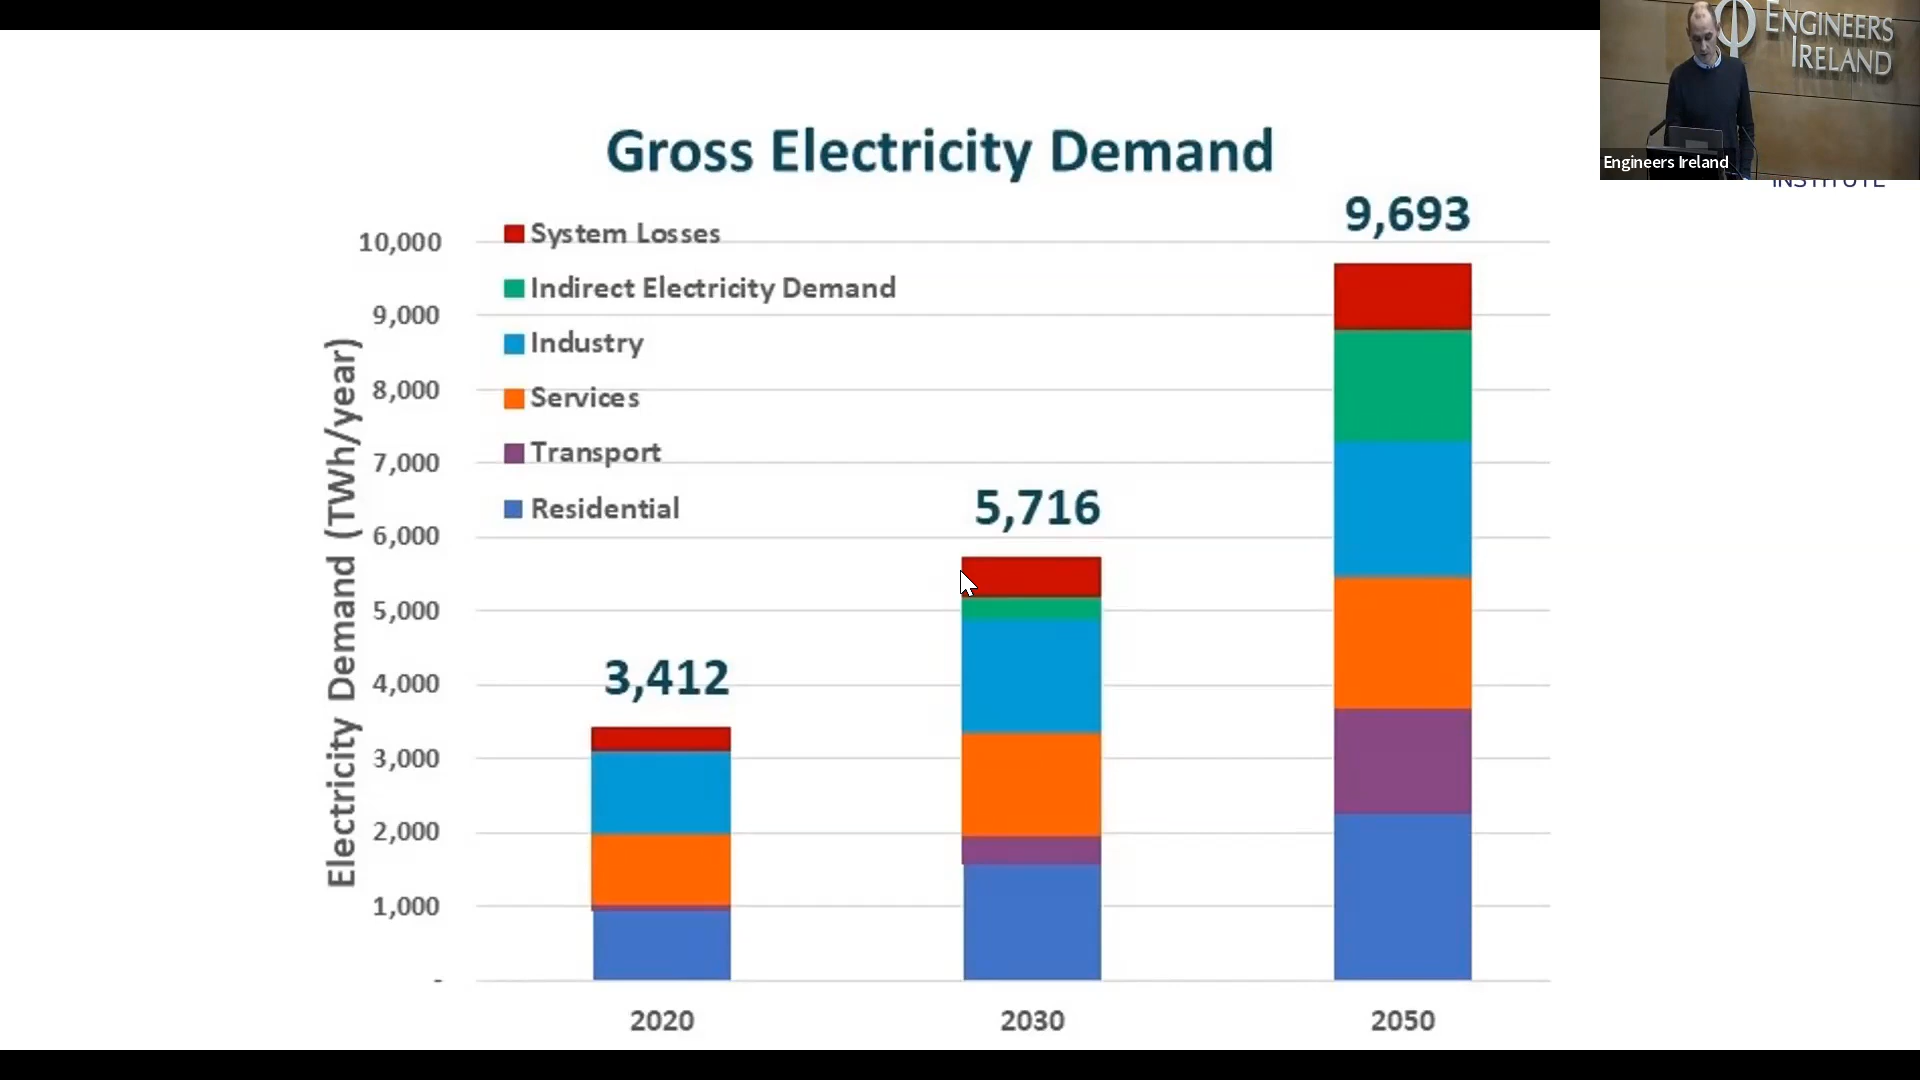 ENGINEERS
IRELAND
Engineers Ireland
INSTITUTE
Gross Electricity Demand
Electricity Demand (TWh/year)
10,000
9,000
8,000
7,000
6,000
5,000
4,000
3,000
2,000
1,000
-
System Losses
Indirect Electricity Demand
Industry
Services
Transport
Residential
3,412
5,716
9,693
2020
2030
2050